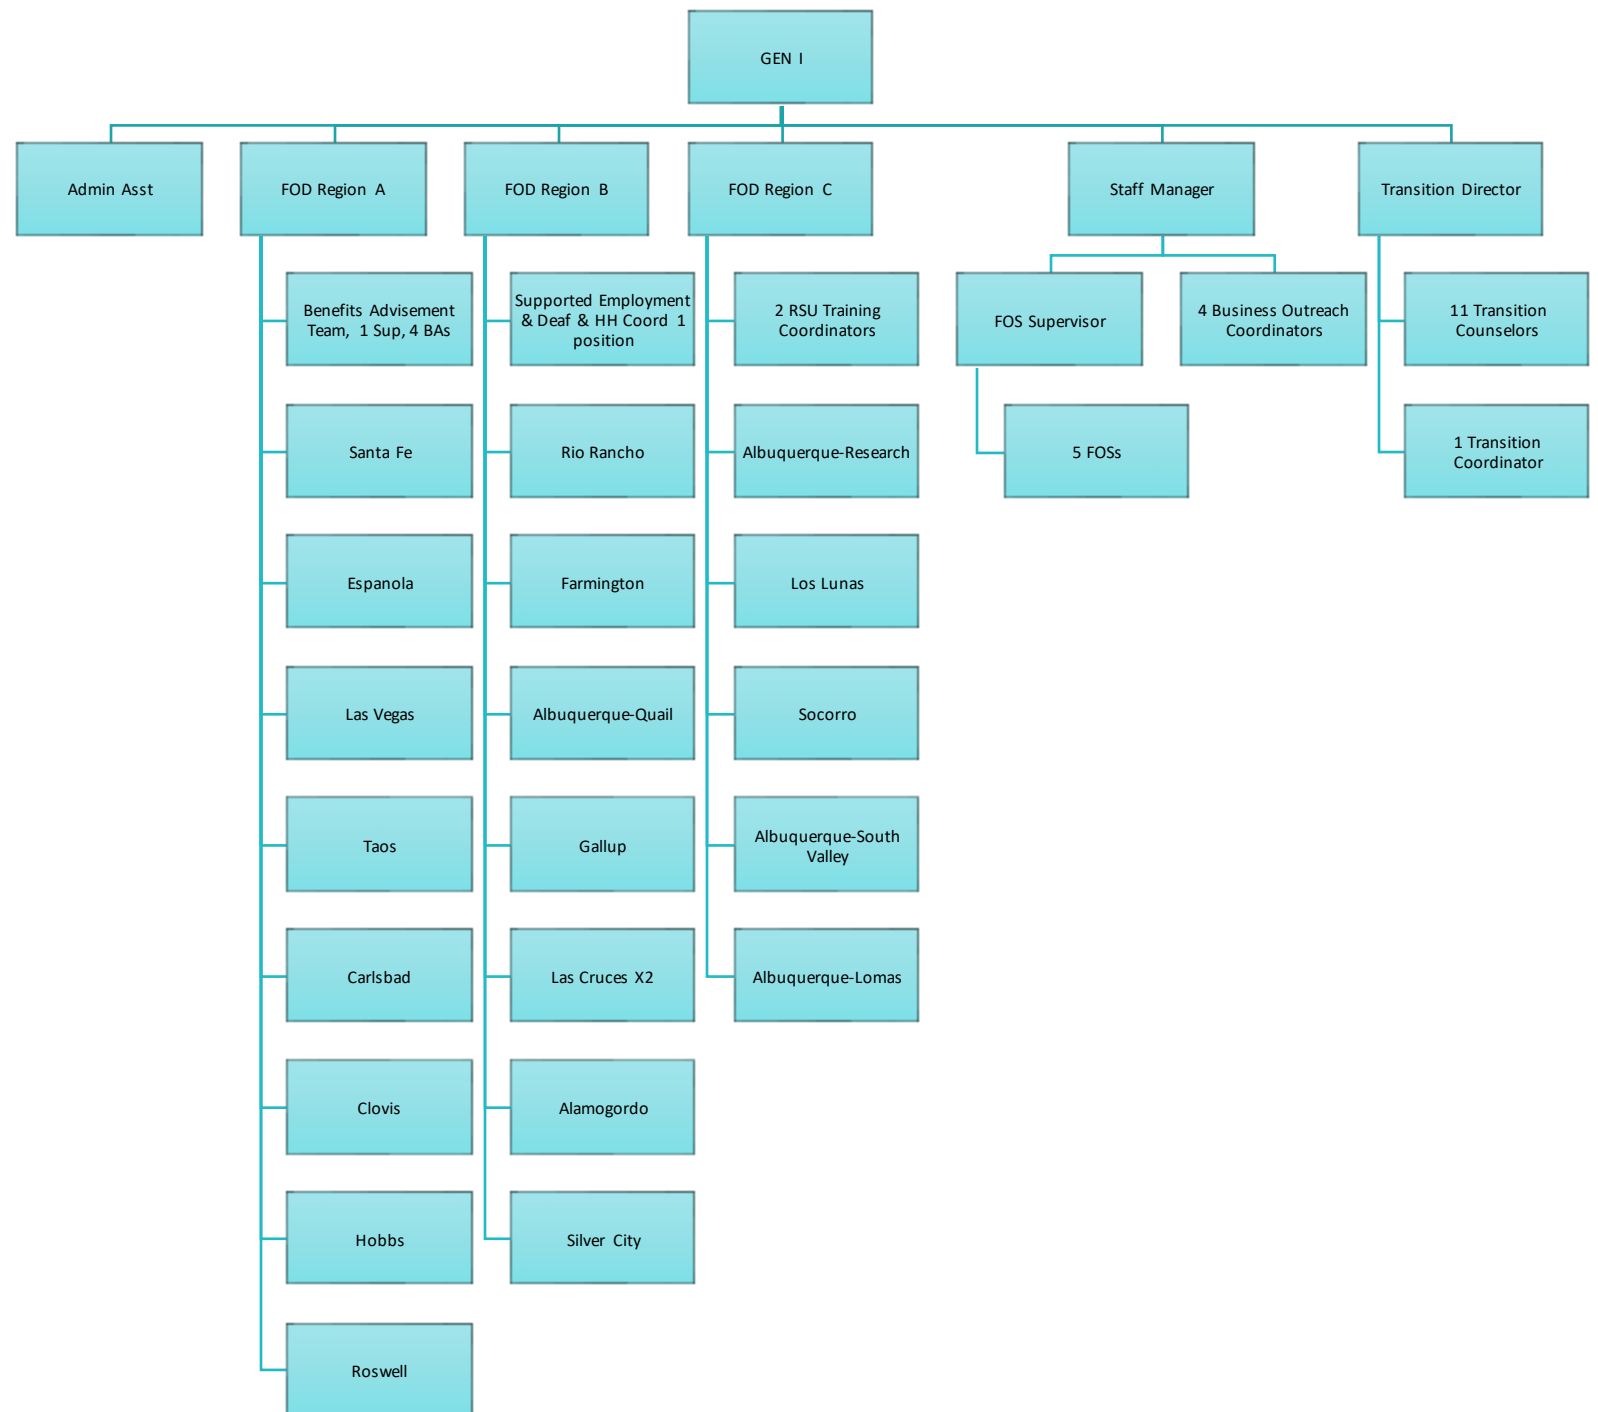 GEN I
Admin Asst
FOD Region A
FOD Region B
FOD Region C
Staff Manager
Transition Director
Benefits Advisement
Team, 1 Sup, 4 BAs
Santa Fe
Espanola
Las Vegas
Taos
Carlsbad
Clovis
Hobbs
Roswell
Supported Employment
& Deaf & HH Coord 1
position
Rio Rancho
Farmington
Albuquerque-Quail
Gallup
Las Cruces X2
Alamogordo
Silver City
2 RSU Training
Coordinators
Albuquerque-Research
Los Lunas
Socorro
Albuquerque-South
Valley
Albuquerque-Lomas
FOS Supervisor
5 FOSs
4 Business Outreach
Coordinators
11 Transition
Counselors
1 Transition
Coordinator